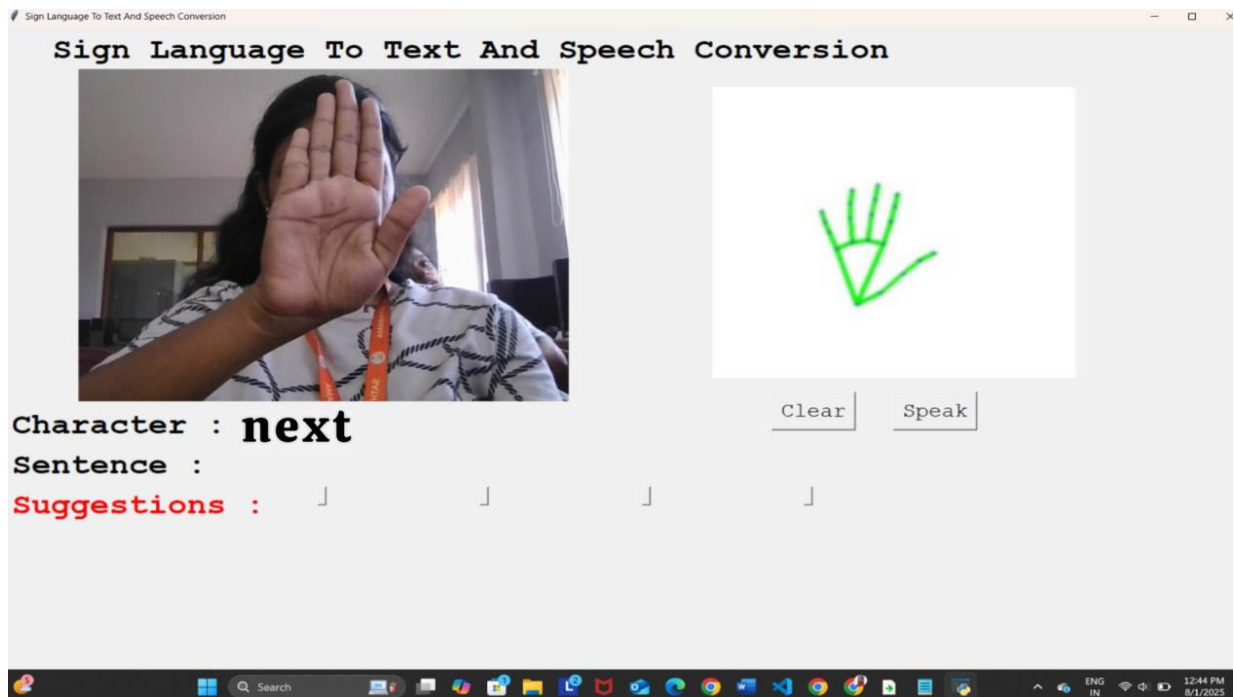 Sign Language To Text And Speech Conversion
Sign Language To Text And Speech Conversion
Clear Speak
Character : next
Sentence :
Suggestions :
Search
ENG
IN
12:44 PM
8/1/2025